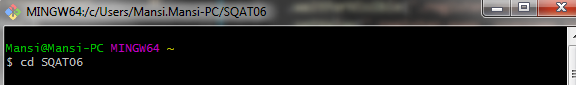 MINGW64:/c/Users/Mansi.Mansi-PC/SQAT06
Mansi@Mansi-PC MINGW64 ~
$ cd SQAT06